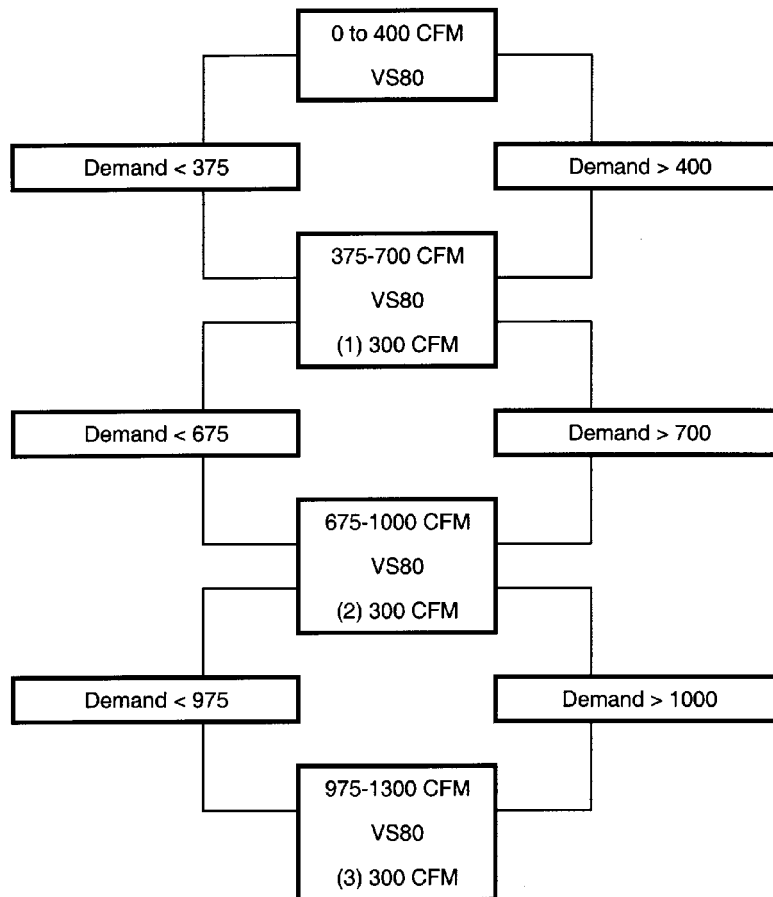 0 to 400 CFM
VS80
Demand < 375
Demand > 400
375-700 CFM
VS80
(1) 300 CFM
Demand < 675
Demand > 700
675-1000 CFM
VS80
(2) 300 CFM
Demand < 975
Demand > 1000
975-1300 CFM
VS80
(3) 300 CFM